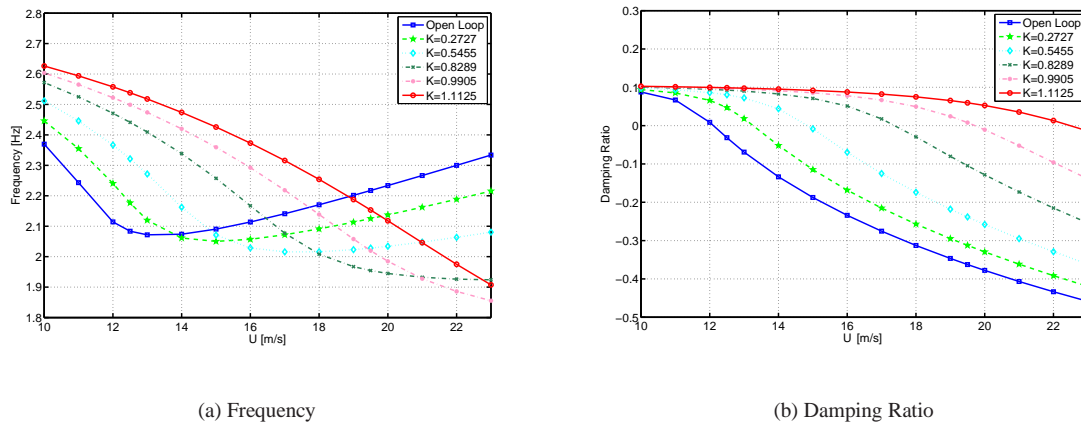 2.8
2.7
2.6
2.5
2.4
2.3
2.2
2.1
2
1.9
1.8
Frequency [Hz]
10 12 14 16 18 20 22
U [m/s]
Open Loop
K=0.2727
K=0.5455
K=0.8289
K=0.9905
K=1.1125
(a) Frequency
0.3
0.2
0.1
0
−0.1
−0.2
−0.3
−0.4
−0.5
Damping Ratio
10 12 14 16 18 20 22
U [m/s]
Open Loop
K=0.2727
K=0.5455
K=0.8289
K=0.9905
K=1.1125
(b) Damping Ratio